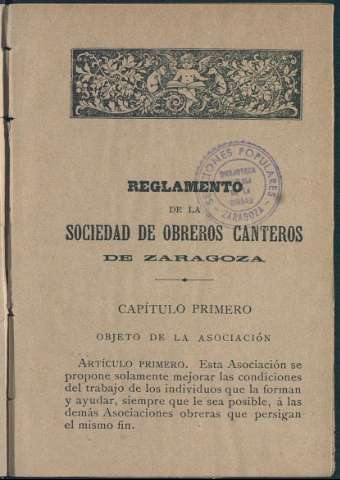 REGLAMENTO
DE LA
SOCIEDAD DE OBREROS CANTEROS
DE ZARAGOZA
CAPÍTULO PRIMERO
OBJETO DE LA ASOCIACIÓN
ARTÍCULO PRIMERO. Esta Asociación se
propone solamente mejorar las condiciones
del trabajo de los individuos que la forman
y ayudar, siempre que le sea posible, á las
demás Asociaciones obreras que persigan
el mismo fin.
POPULARES
ZARAGOZA